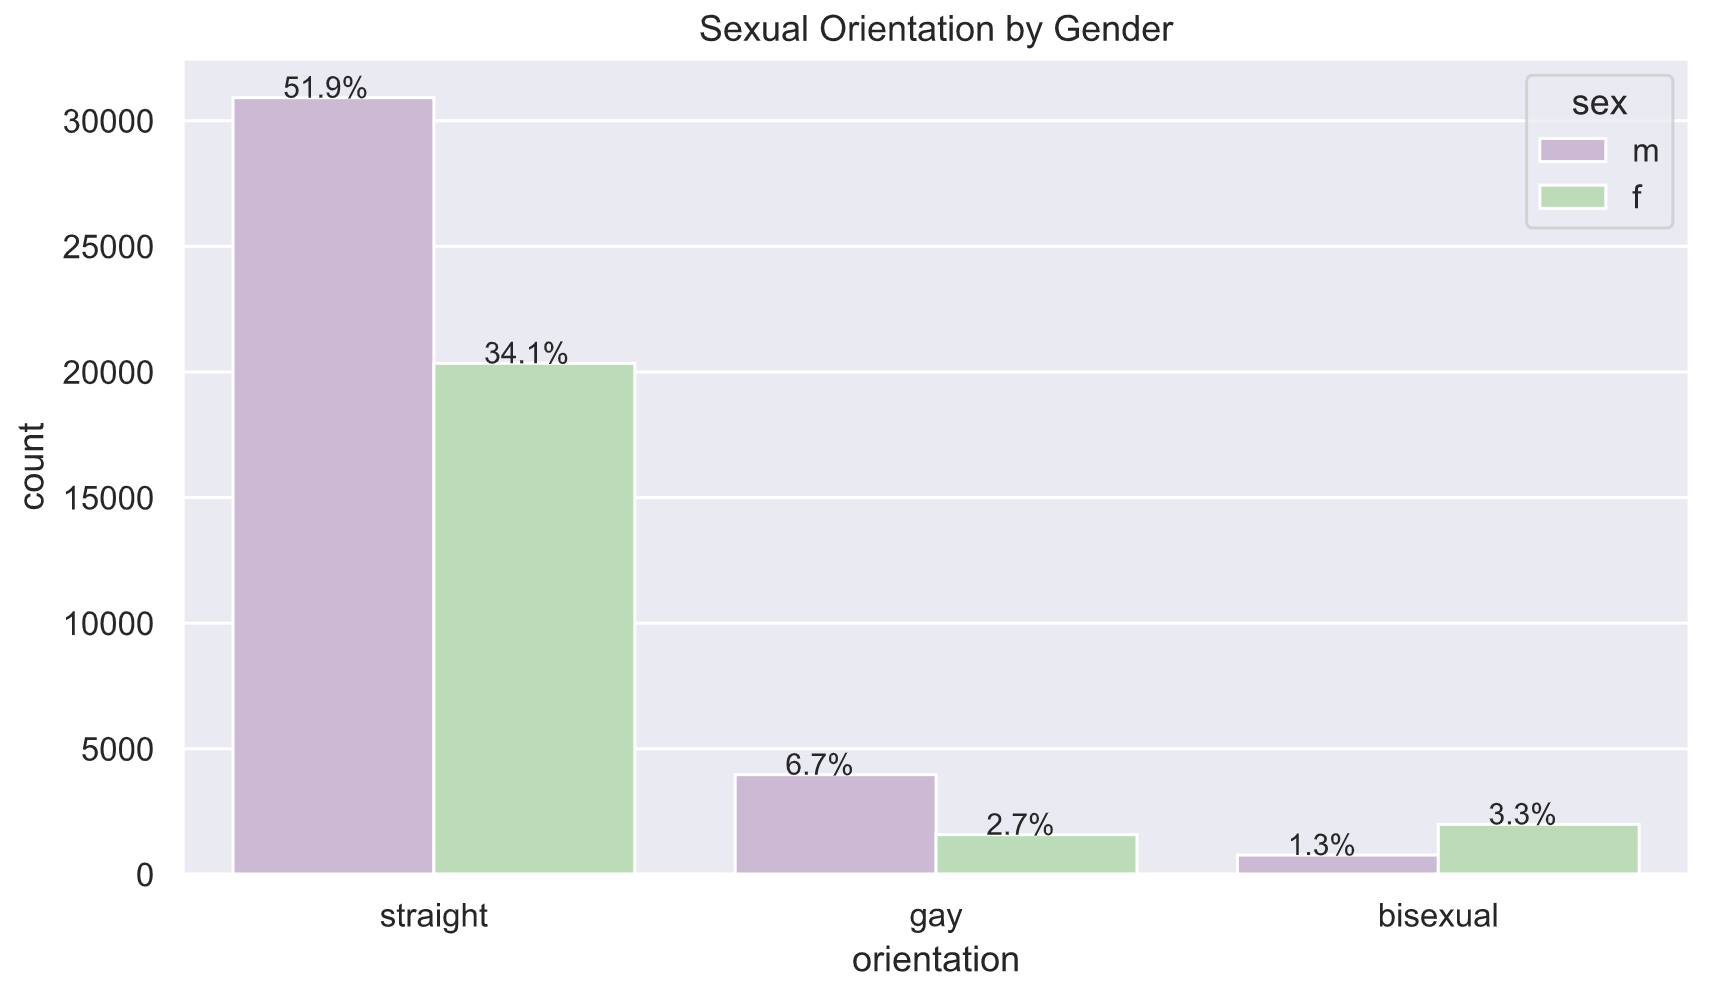 Sexual Orientation by Gender
sex
m
f
51.9%
34.1%
6.7%
2.7%
1.3%
3.3%
30000
25000
20000
15000
10000
5000
0
count
straight
gay
bisexual
orientation